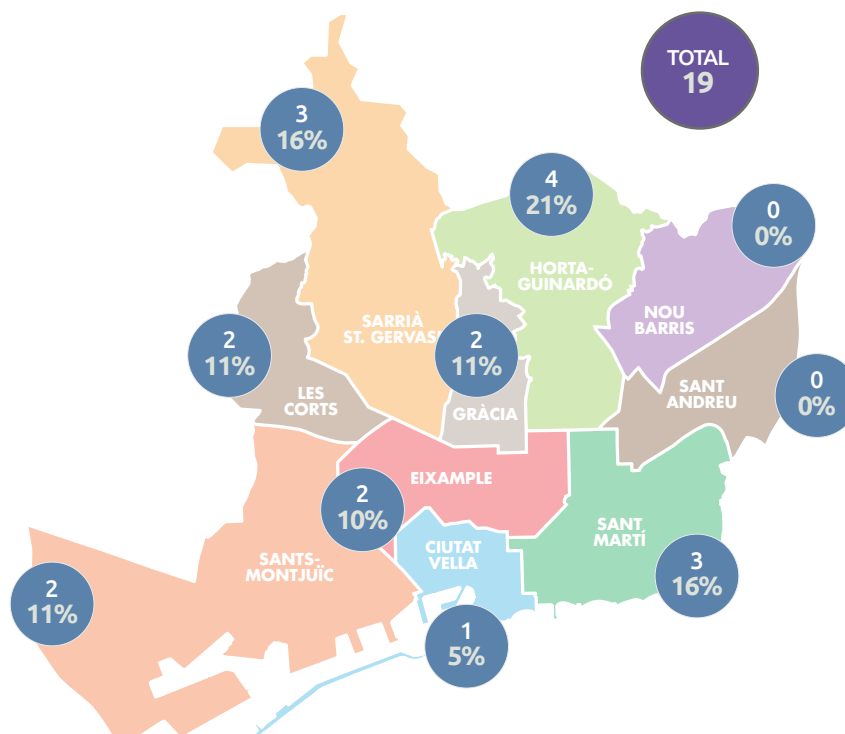 TOTAL
19
3
16%
4
21%
0
0%
HORTA-
GUINARDÓ
NOU
BARRIS
SARRIÀ
ST. GERVASI
2
11%
2
11%
LES
CORTS
GRÀCIA
SANT
ANDREU
0
0%
EIXAMPLE
2
10%
SANT
MARTÍ
CIUTAT
VELLA
SANTS-
MONTJUÏC
2
11%
3
16%
1
5%